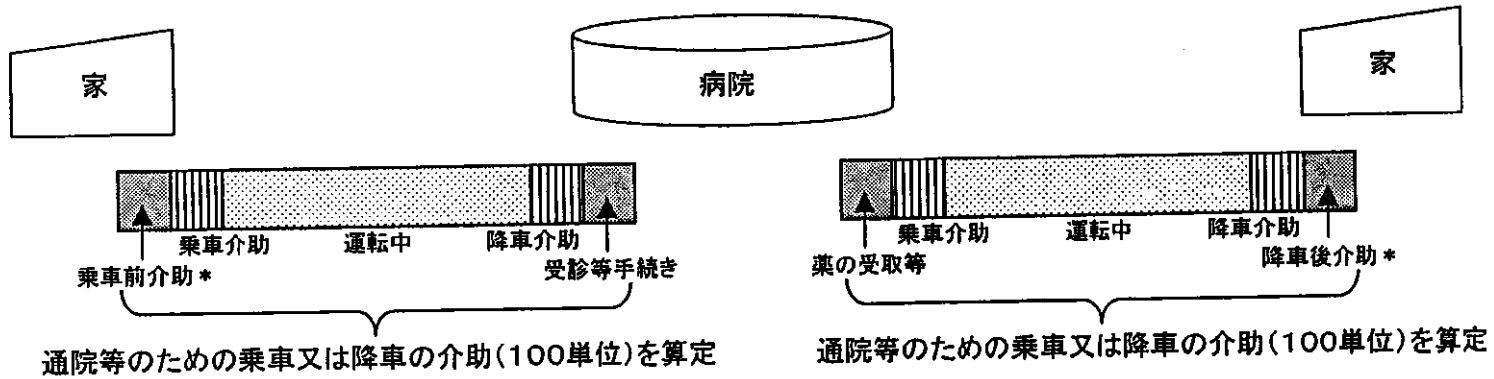 家
病院
家
乗車介助
運転中
降車介助
乗車前介助*
受診等手続き
通院等のための乗車又は降車の介助(100単位)を算定
乗車介助
運転中
降車介助
薬の受取等
降車後介助*
通院等のための乗車又は降車の介助(100単位)を算定